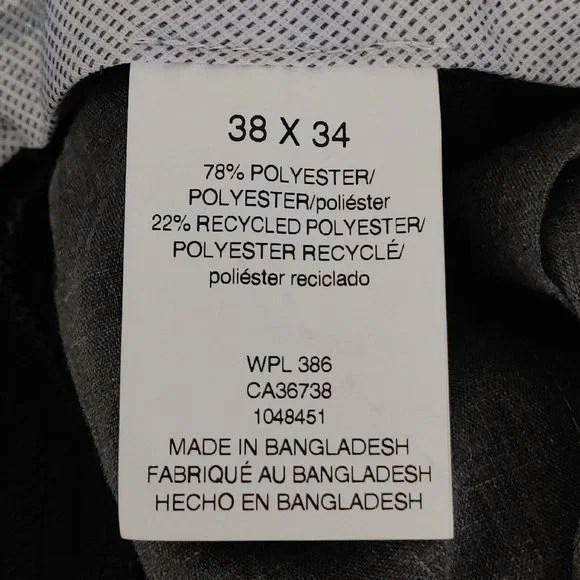 38 X 34
78% POLYESTER/
POLYESTER/poliéster
22% RECYCLED POLYESTER/
POLYESTER RECYCLÉ/
poliéster reciclado
WPL 386
CA36738
1048451
MADE IN BANGLADESH
FABRIQUÉ AU BANGLADESH
HECHO EN BANGLADESH